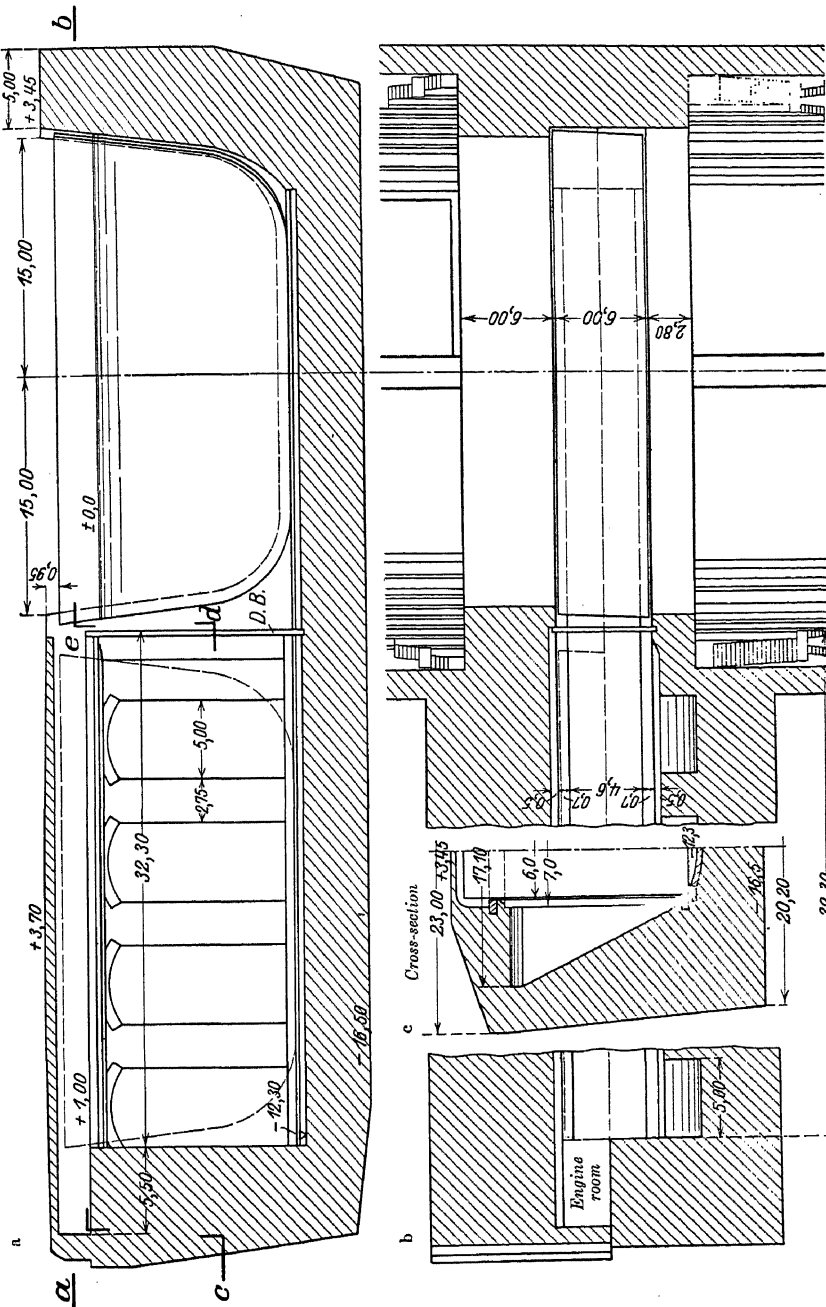 a
a
b
c
+3,70
0,95
15,00
15,00
5,00
+3,45
+1,00
e
d
D.B.
±0,0
32,30
2,75
5,00
5,50
-12,30
-16,50
b
Engine
room
5,00
c
Cross-section
23,00
+3,45
17,10
6,0
7,0
12,3
-16,5
20,20
0,5
0,7
4,6
0,7
0,5
6,00
6,00
2,80